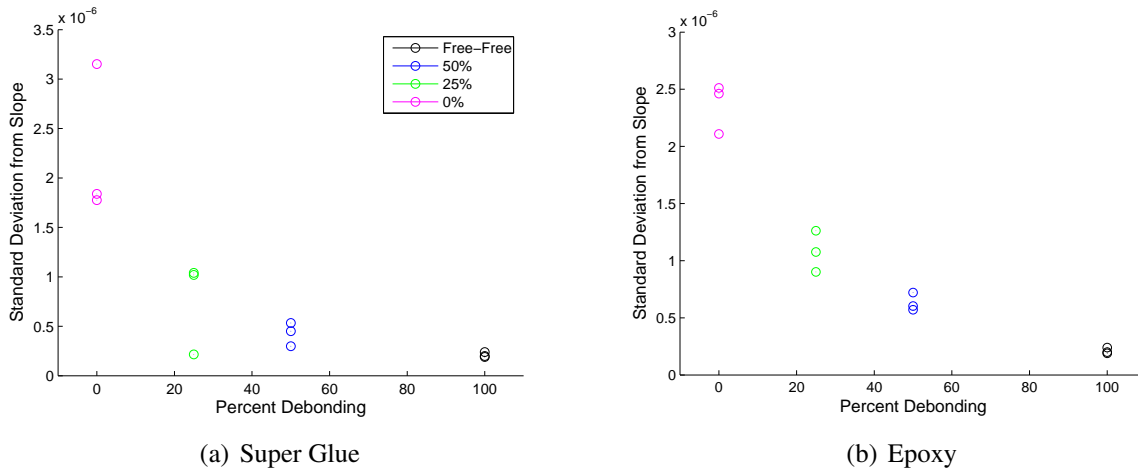 x 10⁻⁶
3.5
3
2.5
2
1.5
1
0.5
0
0 20 40 60 80 100
Percent Debonding
Standard Deviation from Slope
Free−Free
50%
25%
0%
(a) Super Glue
x 10⁻⁶
3
2.5
2
1.5
1
0.5
0
0 20 40 60 80 100
Percent Debonding
Standard Deviation from Slope
(b) Epoxy